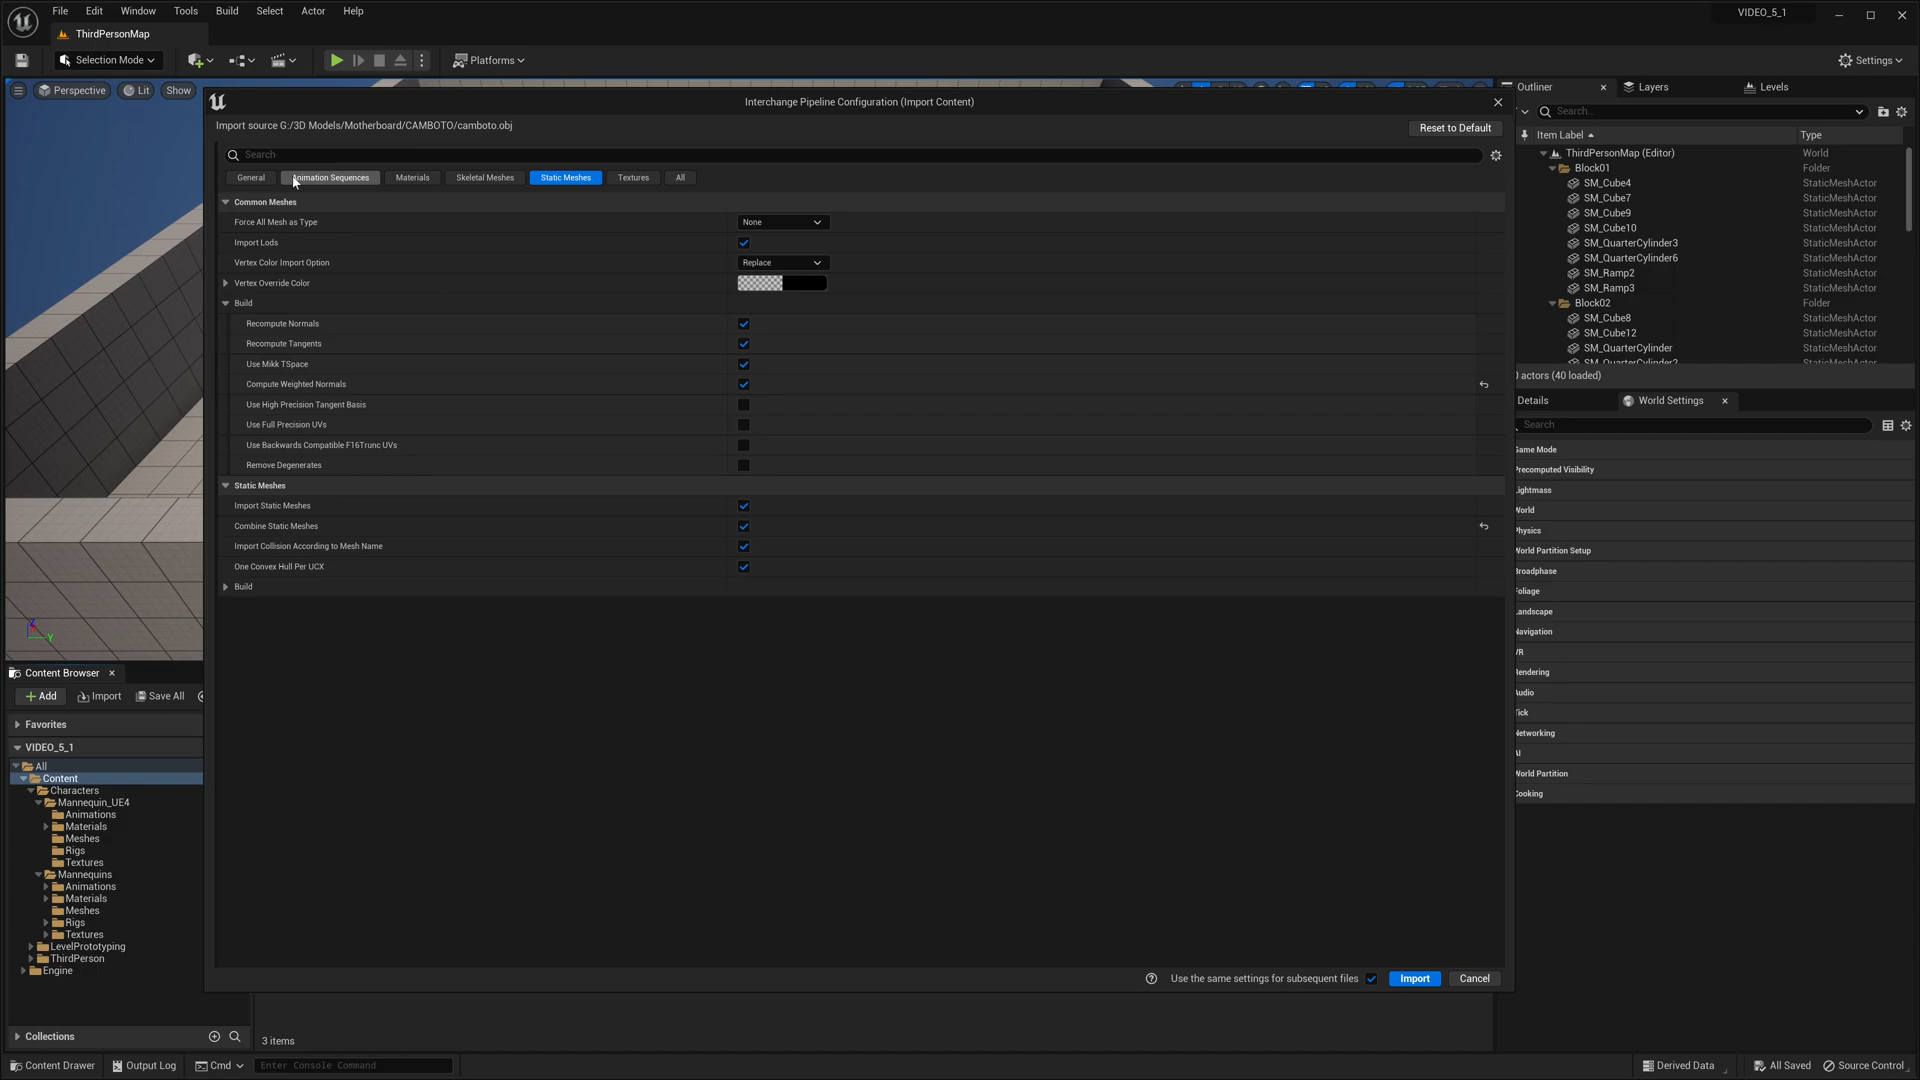 File Edit Window Tools Build Select Actor Help
VIDEO_5_1
ThirdPersonMap
Selection Mode
Platforms
Settings
Perspective Lit Show
Interchange Pipeline Configuration (Import Content)
Import source G:/3D Models/Motherboard/CAMBOTO/camboto.obj
Reset to Default
Search
General Animation Sequences Materials Skeletal Meshes Static Meshes Textures All
Common Meshes
Force All Mesh as Type None
Import Lods
Vertex Color Import Option Replace
Vertex Override Color
Build
Recompute Normals
Recompute Tangents
Use Mikk TSpace
Compute Weighted Normals
Use High Precision Tangent Basis
Use Full Precision UVs
Use Backwards Compatible F16Trunc UVs
Remove Degenerates
Static Meshes
Import Static Meshes
Combine Static Meshes
Import Collision According to Mesh Name
One Convex Hull Per UCX
Build
Use the same settings for subsequent files Import Cancel
Outliner Layers Levels
Search...
Item Label Type
ThirdPersonMap (Editor) World
Block01 Folder
SM_Cube4 StaticMeshActor
SM_Cube7 StaticMeshActor
SM_Cube9 StaticMeshActor
SM_Cube10 StaticMeshActor
SM_QuarterCylinder3 StaticMeshActor
SM_QuarterCylinder6 StaticMeshActor
SM_Ramp2 StaticMeshActor
SM_Ramp3 StaticMeshActor
Block02 Folder
SM_Cube8 StaticMeshActor
SM_Cube12 StaticMeshActor
SM_QuarterCylinder StaticMeshActor
SM_QuarterCylinder2 StaticMeshActor
0 actors (40 loaded)
Details World Settings
Search
Game Mode
Precomputed Visibility
Lightmass
World
Physics
World Partition Setup
Broadphase
Foliage
Landscape
Navigation
VR
Rendering
Audio
Tick
Networking
AI
World Partition
Cooking
Z
Y
Content Browser
Add Import Save All
Favorites
VIDEO_5_1
All
Content
Characters
Mannequin_UE4
Animations
Materials
Meshes
Rigs
Textures
Mannequins
Animations
Materials
Meshes
Rigs
Textures
LevelPrototyping
ThirdPerson
Engine
Collections
3 items
Content Drawer Output Log Cmd Enter Console Command
Derived Data All Saved Source Control